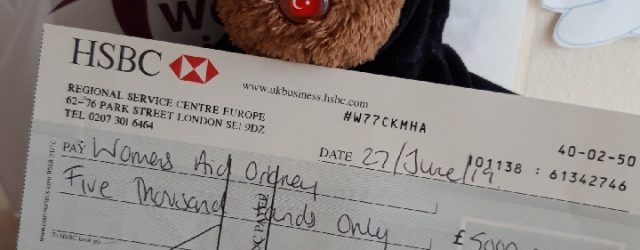 HSBC
www.ukbusiness.hsbc.com
REGIONAL SERVICE CENTRE EUROPE
62-76 PARK STREET LONDON SE1 9DZ
TEL 0207 301 6464
#W77CKMHA
40-02-50
DATE 27/June/19
01138 : 61342746
PAY Womens Aid Orkney
Five Thousand Only
£5000